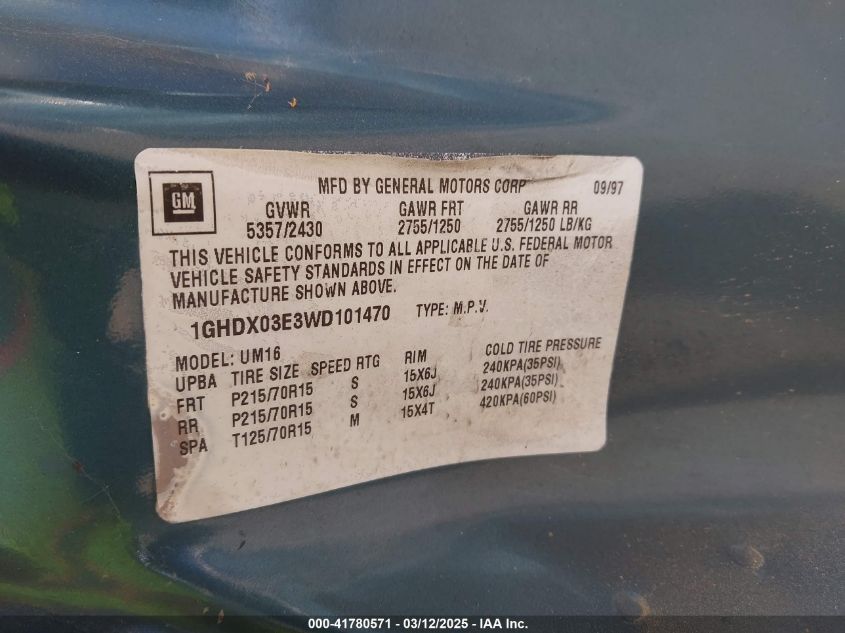 GM
MFD BY GENERAL MOTORS CORP 09/97
GVWR GAWR FRT GAWR RR
5357/2430 2755/1250 2755/1250 LB/KG
THIS VEHICLE CONFORMS TO ALL APPLICABLE U.S. FEDERAL MOTOR
VEHICLE SAFETY STANDARDS IN EFFECT ON THE DATE OF
MANUFACTURE SHOWN ABOVE.
1GHDX03E3WD101470 TYPE: M.P.V.
MODEL: UM16
UPBA TIRE SIZE SPEED RTG RIM COLD TIRE PRESSURE
FRT P215/70R15 S 15X6J 240KPA(35PSI)
RR P215/70R15 S 15X6J 240KPA(35PSI)
SPA T125/70R15 M 15X4T 420KPA(60PSI)
000-41780571 - 03/12/2025 - IAA Inc.